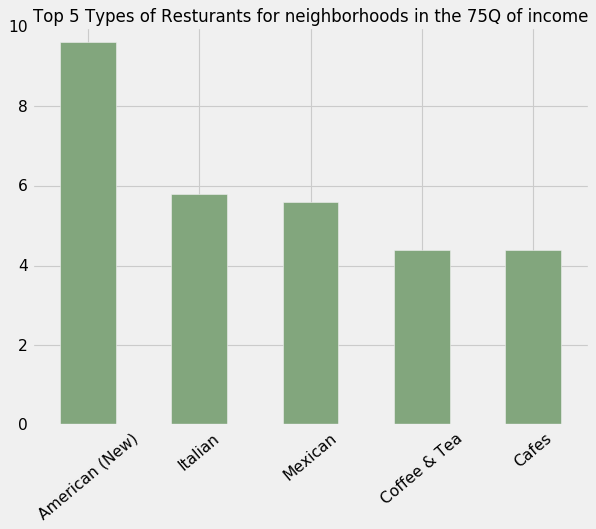 Top 5 Types of Resturants for neighborhoods in the 75Q of income
10
8
6
4
2
0
American (New)
Italian
Mexican
Coffee & Tea
Cafes